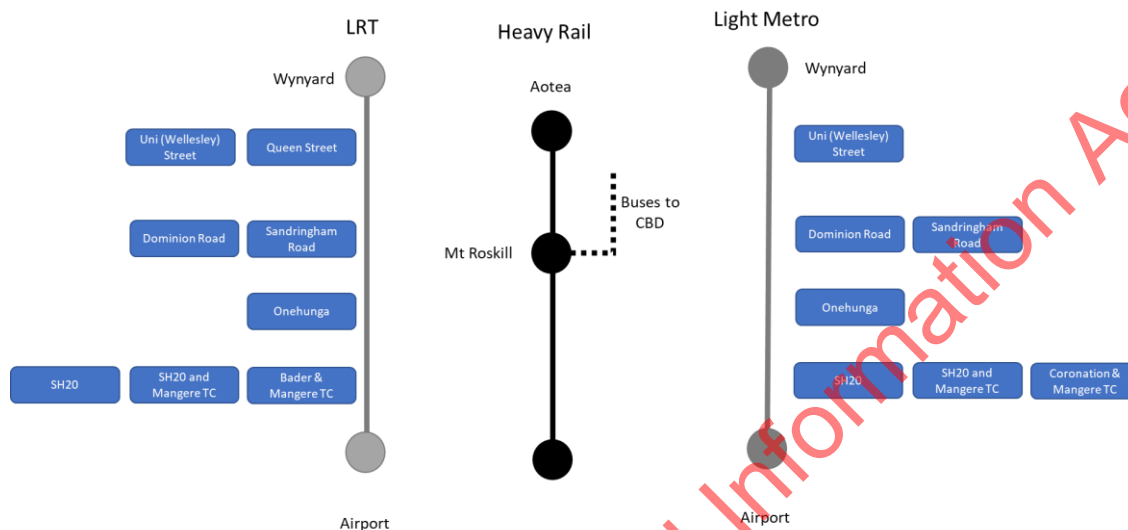 LRT
Heavy Rail
Light Metro
Wynyard
Aotea
Wynyard
Uni (Wellesley)
Street
Queen Street
Uni (Wellesley)
Street
Buses to
CBD
Dominion Road
Sandringham
Road
Mt Roskill
Dominion Road
Sandringham
Road
Onehunga
Onehunga
SH20
SH20 and
Mangere TC
Bader &
Mangere TC
SH20
SH20 and
Mangere TC
Coronation &
Mangere TC
Airport
Airport
Information